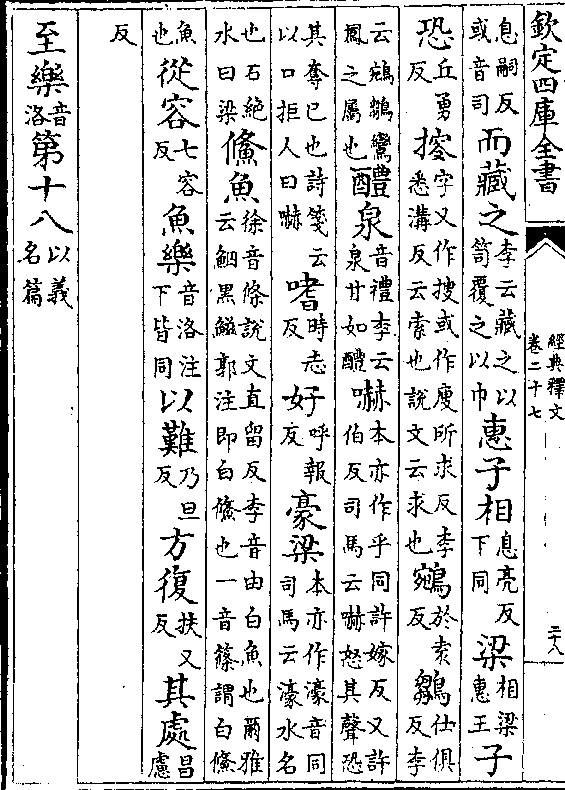 欽定四庫全書
經典釋文
卷二十七
二十八
息嗣反或音司而藏之李云藏之以笥覆之以巾惠子相息亮反下同梁相梁惠王子
恐丘勇反搜字又作搜或作廋所求反李悉溝反云索也說文云求也鵷於袁反鶵仕俱反李
云鵷鶵鸞鳳之屬也醴泉音禮李云泉甘如醴嚇本亦作乎同許嫁反又許伯反司馬云嚇怒其聲恐
其奪己也詩箋云以口拒人曰嚇嗜時志反好呼報反豪梁本亦作濠音同司馬云濠水名
也石絶水曰梁鯈魚徐音條說文直留反李音由白魚也爾雅云鮂黑鰦郭注即白鯈也一音篠謂白鯈
魚也從容七容反魚樂音洛注下皆同以難乃旦反方復扶又反其處昌慮
反
至樂音洛第十八以義名篇